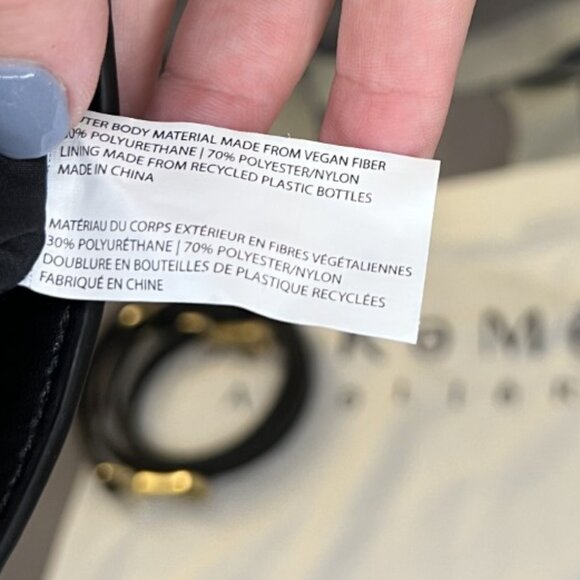 OUTER BODY MATERIAL MADE FROM VEGAN FIBER
30% POLYURETHANE | 70% POLYESTER/NYLON
LINING MADE FROM RECYCLED PLASTIC BOTTLES
MADE IN CHINA
MATÉRIAU DU CORPS EXTÉRIEUR EN FIBRES VÉGÉTALIENNES
30% POLYURÉTHANE | 70% POLYESTER/NYLON
DOUBLURE EN BOUTEILLES DE PLASTIQUE RECYCLÉES
FABRIQUÉ EN CHINE